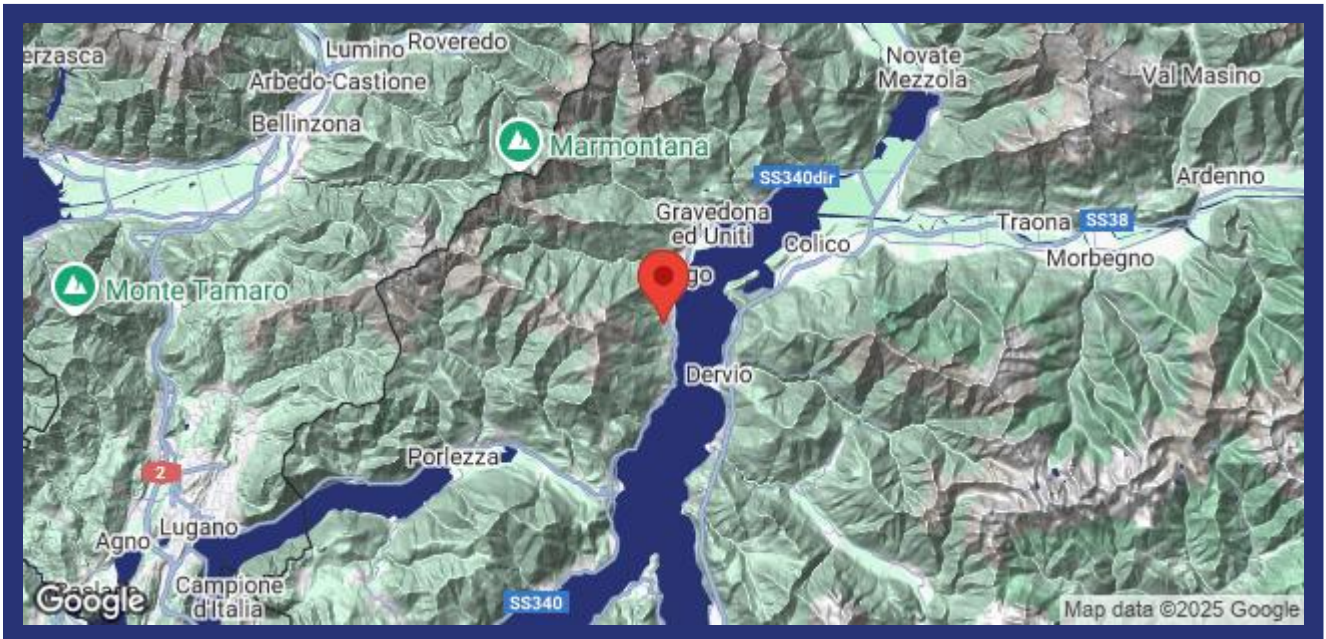 erzasca
Lumino
Roveredo
Arbedo-Castione
Bellinzona
Marmontana
Novate
Mezzola
Val Masino
SS340dir
Ardenno
Gravedona
ed Uniti
Colico
Traona
SS38
Morbegno
Monte Tamaro
go
Dervio
Porlezza
2
Lugano
Agno
Campione
d'Italia
SS340
Google
Map data ©2025 Google